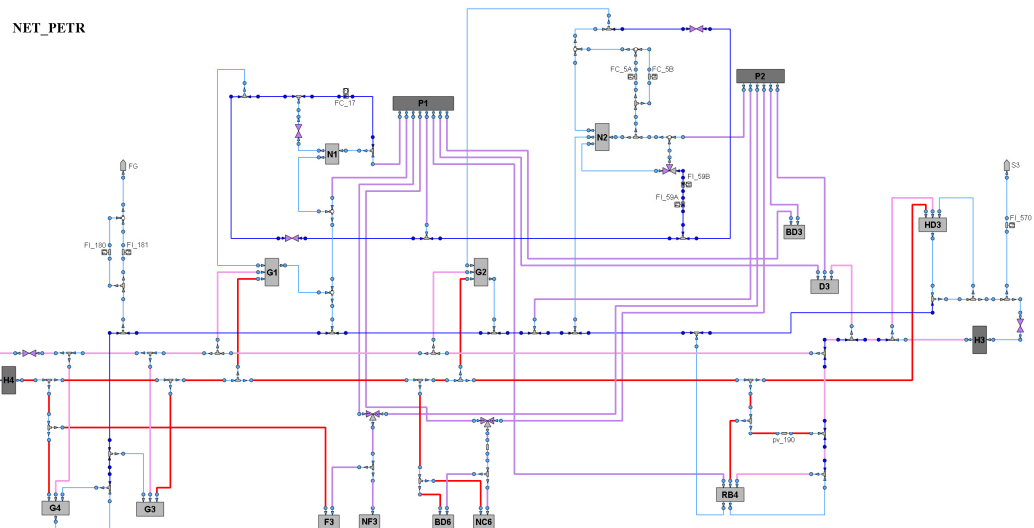 NET_PETR
FC_5A
FC_5B
P2
FC_17
P1
N2
N1
FG
S3
FI_59B
FI_59A
FI_570
HD3
BD3
FI_180
FI_181
G1
G2
D3
H3
H4
pv_190
RB4
G4
G3
F3
NF3
BD6
NC6